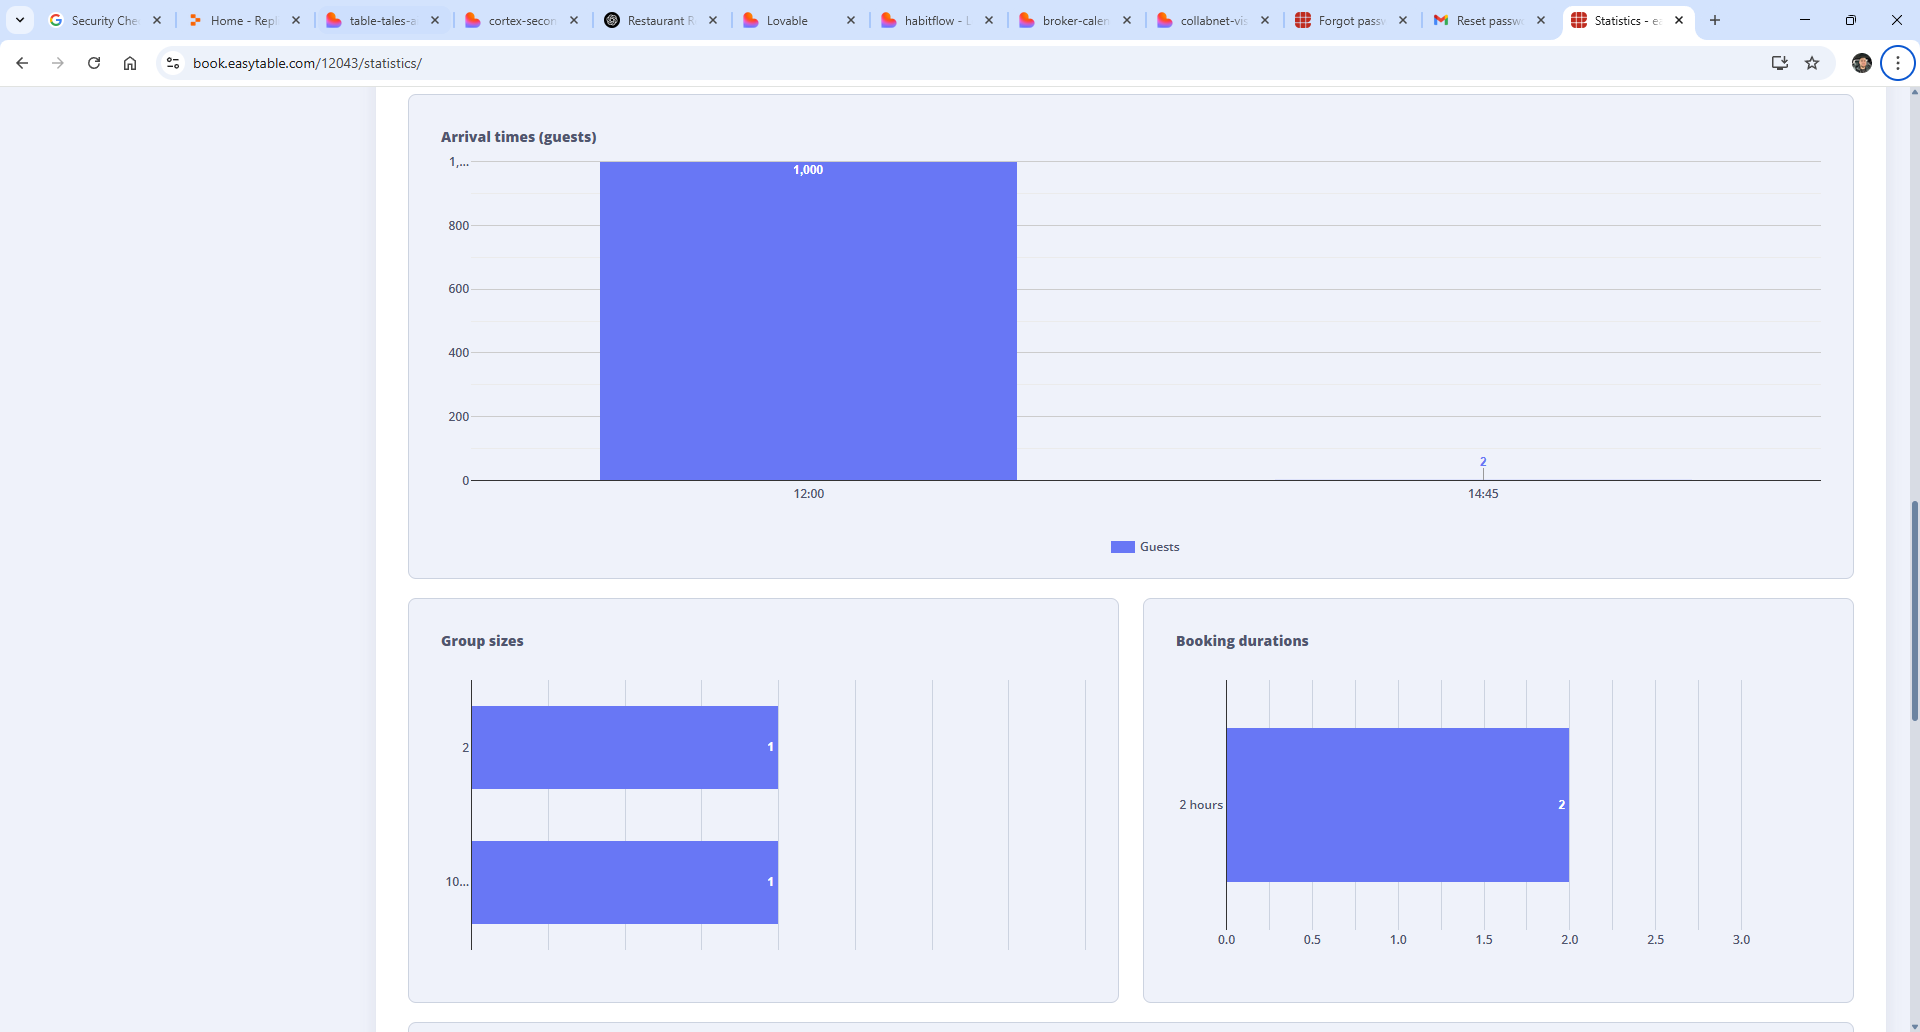 Security Che
Home - Repl
table-tales-a
cortex-secon
Restaurant R
Lovable
habitflow - L
broker-calen
collabnet-vis
Forgot passw
Reset passwo
Statistics - ea
book.easytable.com/12043/statistics/
Arrival times (guests)
1,...
1,000
800
600
400
200
2
0
12:00
14:45
Guests
Group sizes
2
1
10...
1
Booking durations
2 hours
2
0.0
0.5
1.0
1.5
2.0
2.5
3.0